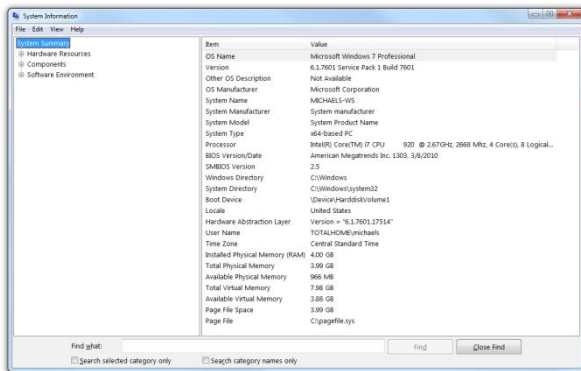 System Information
File Edit View Help
System Summary
Hardware Resources
Components
Software Environment
Item Value
OS Name Microsoft Windows 7 Professional
Version 6.1.7601 Service Pack 1 Build 7601
Other OS Description Not Available
OS Manufacturer Microsoft Corporation
System Name MICHAELS-WS
System Manufacturer System manufacturer
System Model System Product Name
System Type x64-based PC
Processor Intel(R) Core(TM) i7 CPU 920 @ 2.67GHz, 2668 Mhz, 4 Core(s), 8 Logical...
BIOS Version/Date American Megatrends Inc. 1303, 3/8/2010
SMBIOS Version 2.5
Windows Directory C:\Windows
System Directory C:\Windows\system32
Boot Device \Device\HarddiskVolume1
Locale United States
Hardware Abstraction Layer Version = "6.1.7601.17514"
User Name TOTALHOME\michaels
Time Zone Central Standard Time
Installed Physical Memory (RAM) 4.00 GB
Total Physical Memory 3.99 GB
Available Physical Memory 966 MB
Total Virtual Memory 7.98 GB
Available Virtual Memory 3.88 GB
Page File Space 3.99 GB
Page File C:\pagefile.sys
Find what: Find Close Find
Search selected category only Search category names only